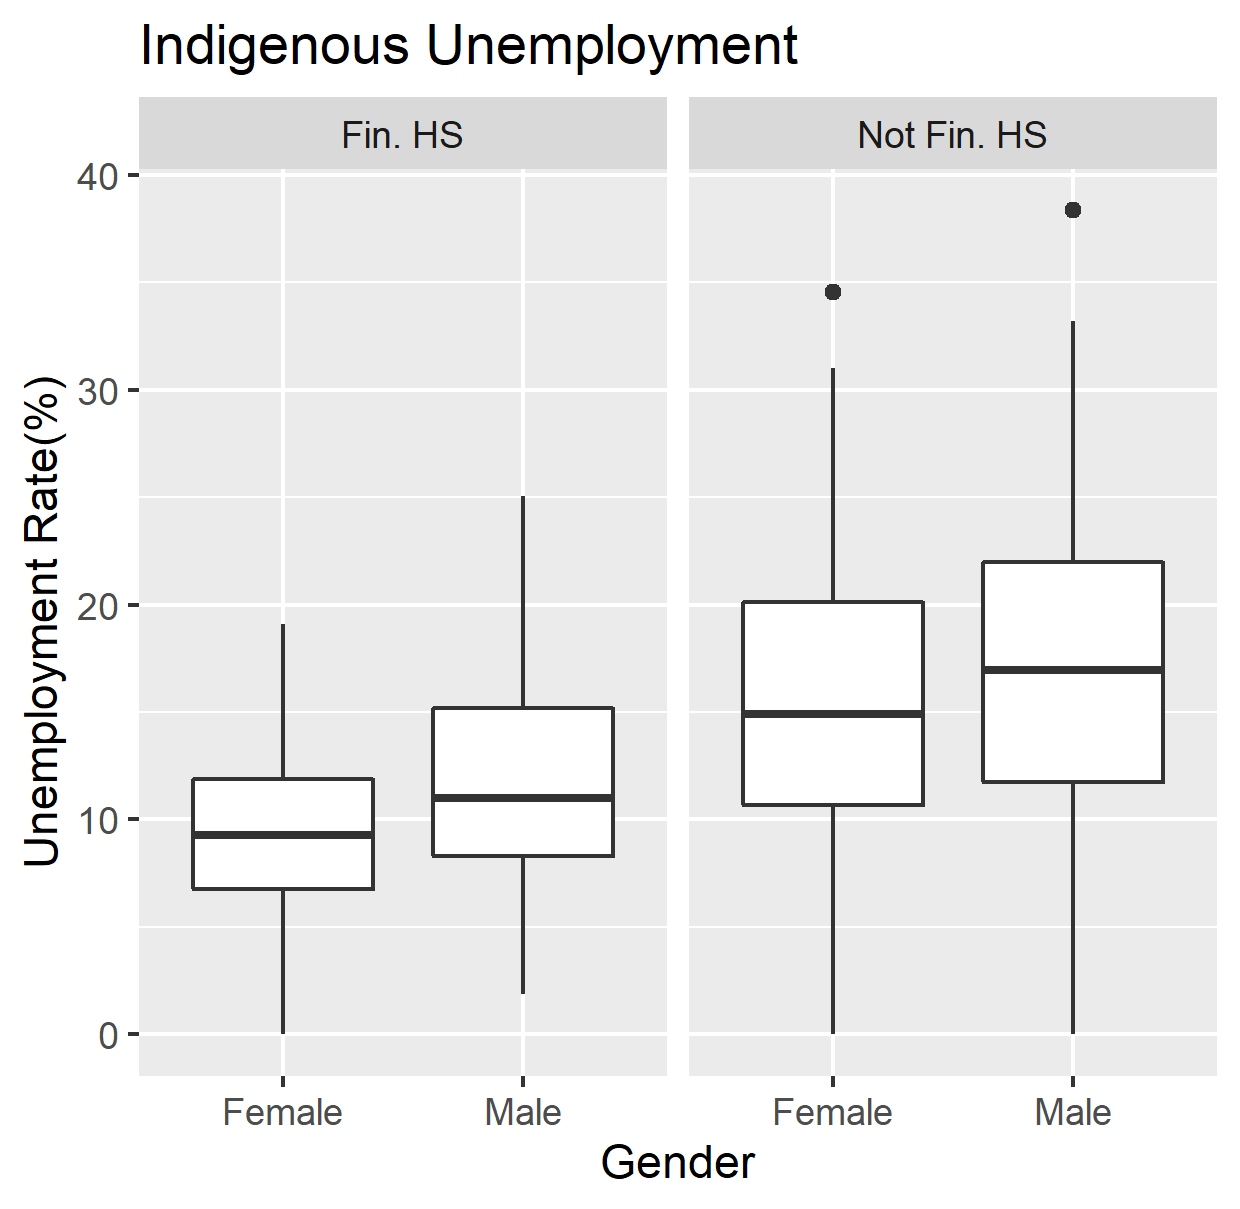 Indigenous Unemployment
Fin. HS
Not Fin. HS
Unemployment Rate(%)
40
30
20
10
0
Female
Male
Female
Male
Gender